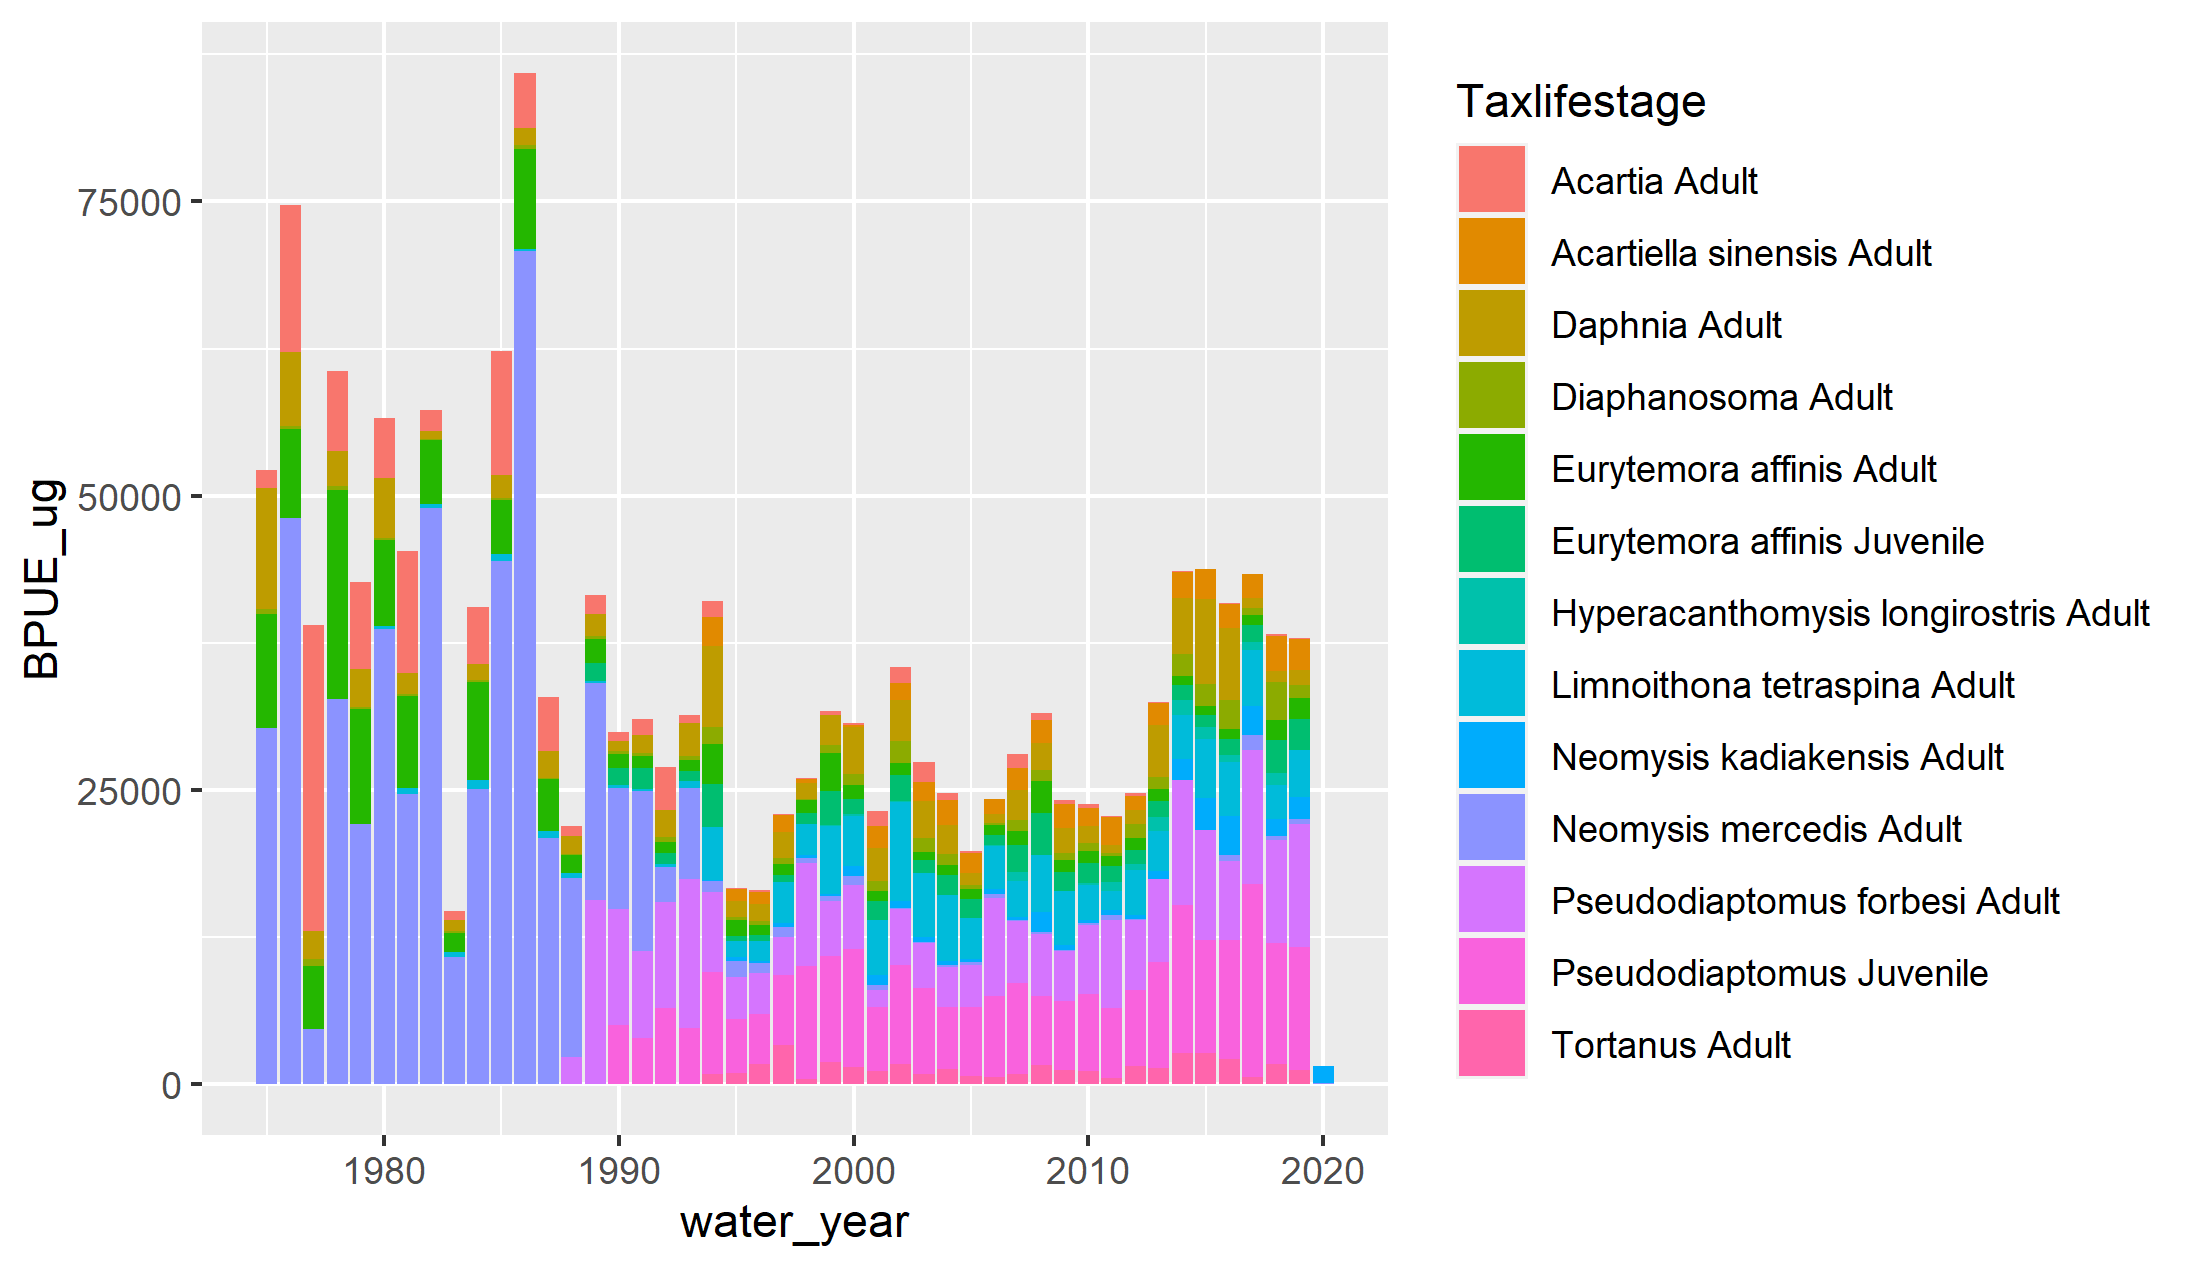 75000
50000
25000
0
BPUE_ug
1980 1990 2000 2010 2020
water_year
Taxlifestage
Acartia Adult
Acartiella sinensis Adult
Daphnia Adult
Diaphanosoma Adult
Eurytemora affinis Adult
Eurytemora affinis Juvenile
Hyperacanthomysis longirostris Adult
Limnoithona tetraspina Adult
Neomysis kadiakensis Adult
Neomysis mercedis Adult
Pseudodiaptomus forbesi Adult
Pseudodiaptomus Juvenile
Tortanus Adult